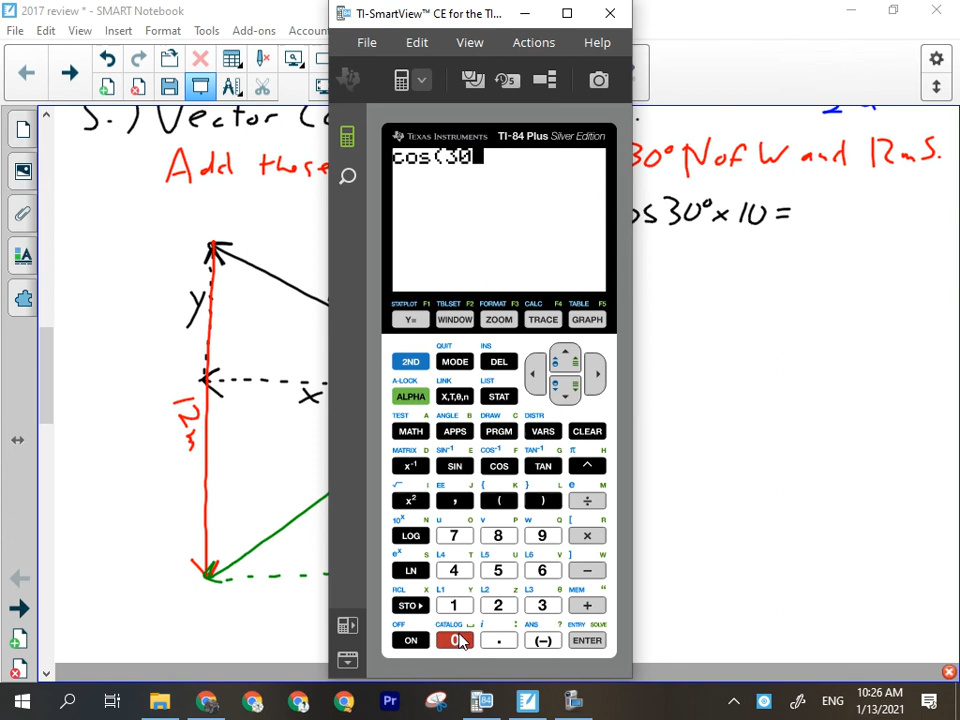 2017 review * - SMART Notebook
File Edit View Insert Format Tools Add-ons
TI-SmartView™ CE for the TI...
File Edit View Actions Help
TEXAS INSTRUMENTS TI-84 Plus Silver Edition
cos(30
5.) Vector
Add these
30° N of W and 12m S.
os 30° x 10 =
y
x
12m
STATPLOT F1 TBLSET F2 FORMAT F3 CALC F4 TABLE F5
Y= WINDOW ZOOM TRACE GRAPH
QUIT INS
2ND MODE DEL
A-LOCK LINK LIST
ALPHA X,T,θ,n STAT
TEST A ANGLE B DRAW C DISTR
MATH APPS PRGM VARS CLEAR
MATRIX D SIN⁻¹ E COS⁻¹ F TAN⁻¹ G π H
x⁻¹ SIN COS TAN ^
√ I EE J { K } L e M
x² , ( ) ÷
10ˣ N u O v P w Q [ R
LOG 7 8 9 ×
eˣ S L4 T L5 U L6 V ] W
LN 4 5 6 −
RCL X L1 Y L2 Z L3 θ MEM "
STO▸ 1 2 3 +
OFF CATALOG i : ANS ? ENTRY SOLVE
ON 0 . (−) ENTER
ENG 10:26 AM
1/13/2021